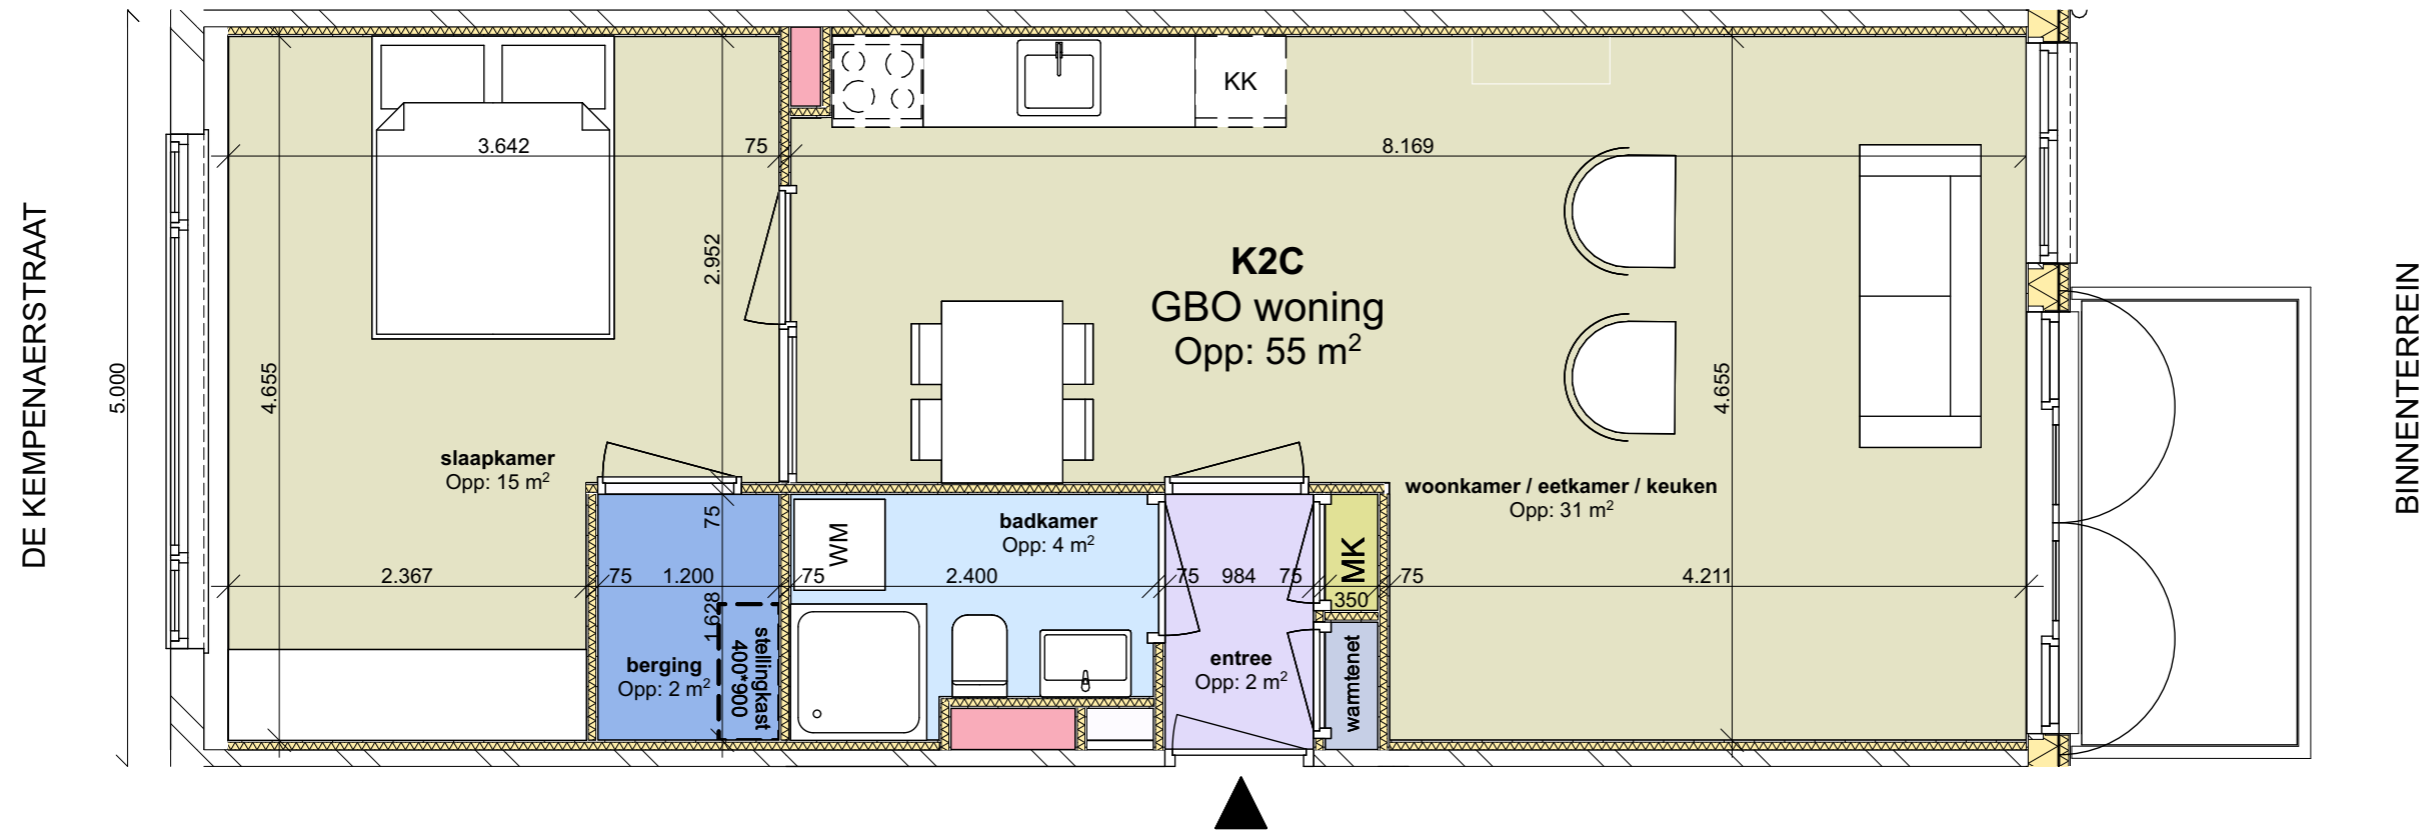 DE KEMPENAERSTRAAT
5.000
3.642
75
8.169
KK
2.952
4.655
K2C
GBO woning
Opp: 55 m²
4.655
slaapkamer
Opp: 15 m²
woonkamer / eetkamer / keuken
Opp: 31 m²
75
WM
badkamer
Opp: 4 m²
MK
2.367
75
1.200
75
2.400
75
984
75
350
75
4.211
1.628
stellingkast
400*900
berging
Opp: 2 m²
entree
Opp: 2 m²
warmtenet
BINNENTERREIN